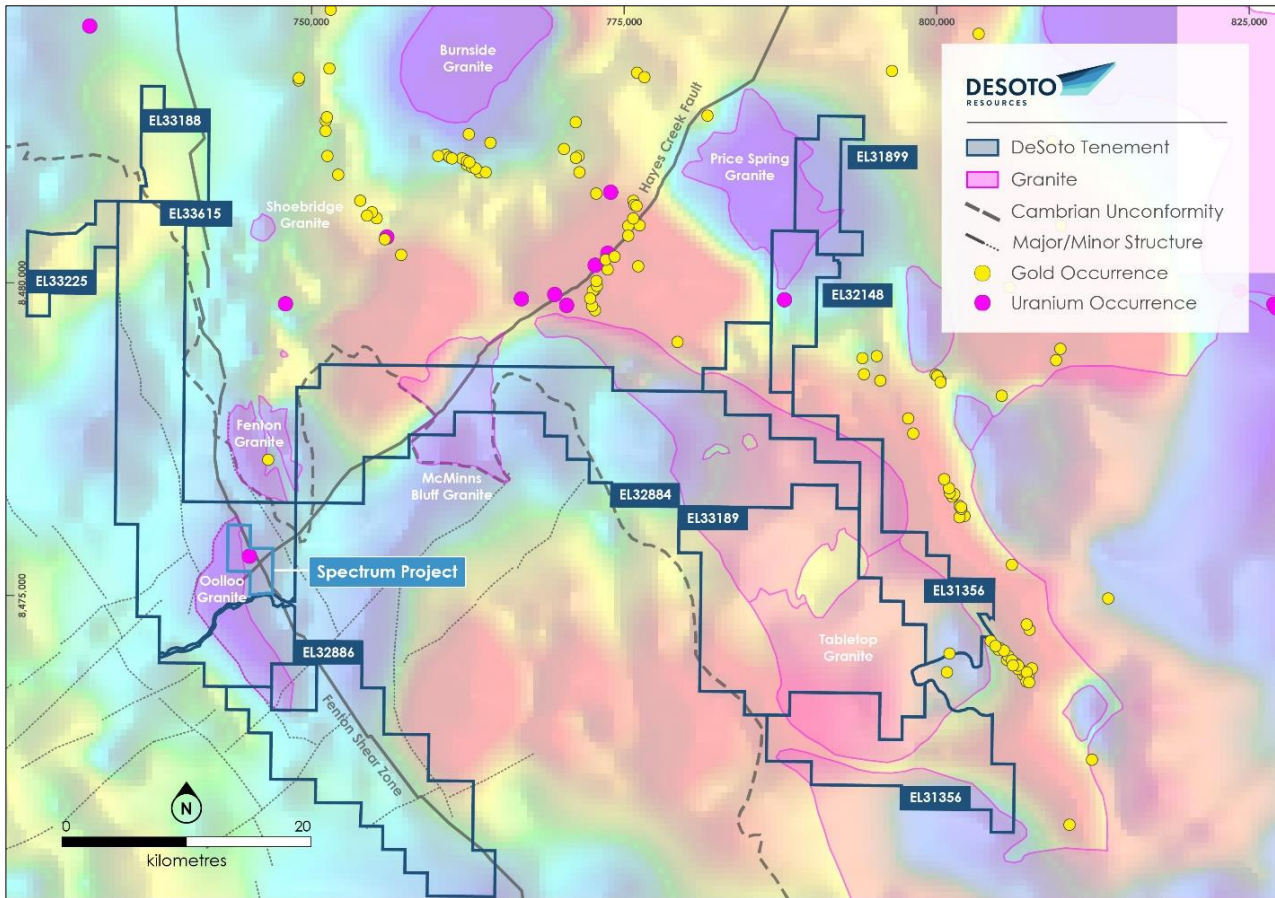 750,000
775,000
800,000
825,000
Burnside
Granite
Hayes Creek Fault
DESOTO
RESOURCES
DeSoto Tenement
Granite
Cambrian Unconformity
Major/Minor Structure
Gold Occurrence
Uranium Occurrence
EL33188
Price Spring
Granite
EL31899
EL33615
Shoebridge
Granite
EL33225
8,480,000
EL32148
Fenton
Granite
McMinns
Bluff Granite
EL32884
EL33189
Spectrum Project
Oolloo
Granite
8,475,000
EL31356
Tabletop
Granite
EL32886
Fenton Shear Zone
EL31356
N
0
20
kilometres